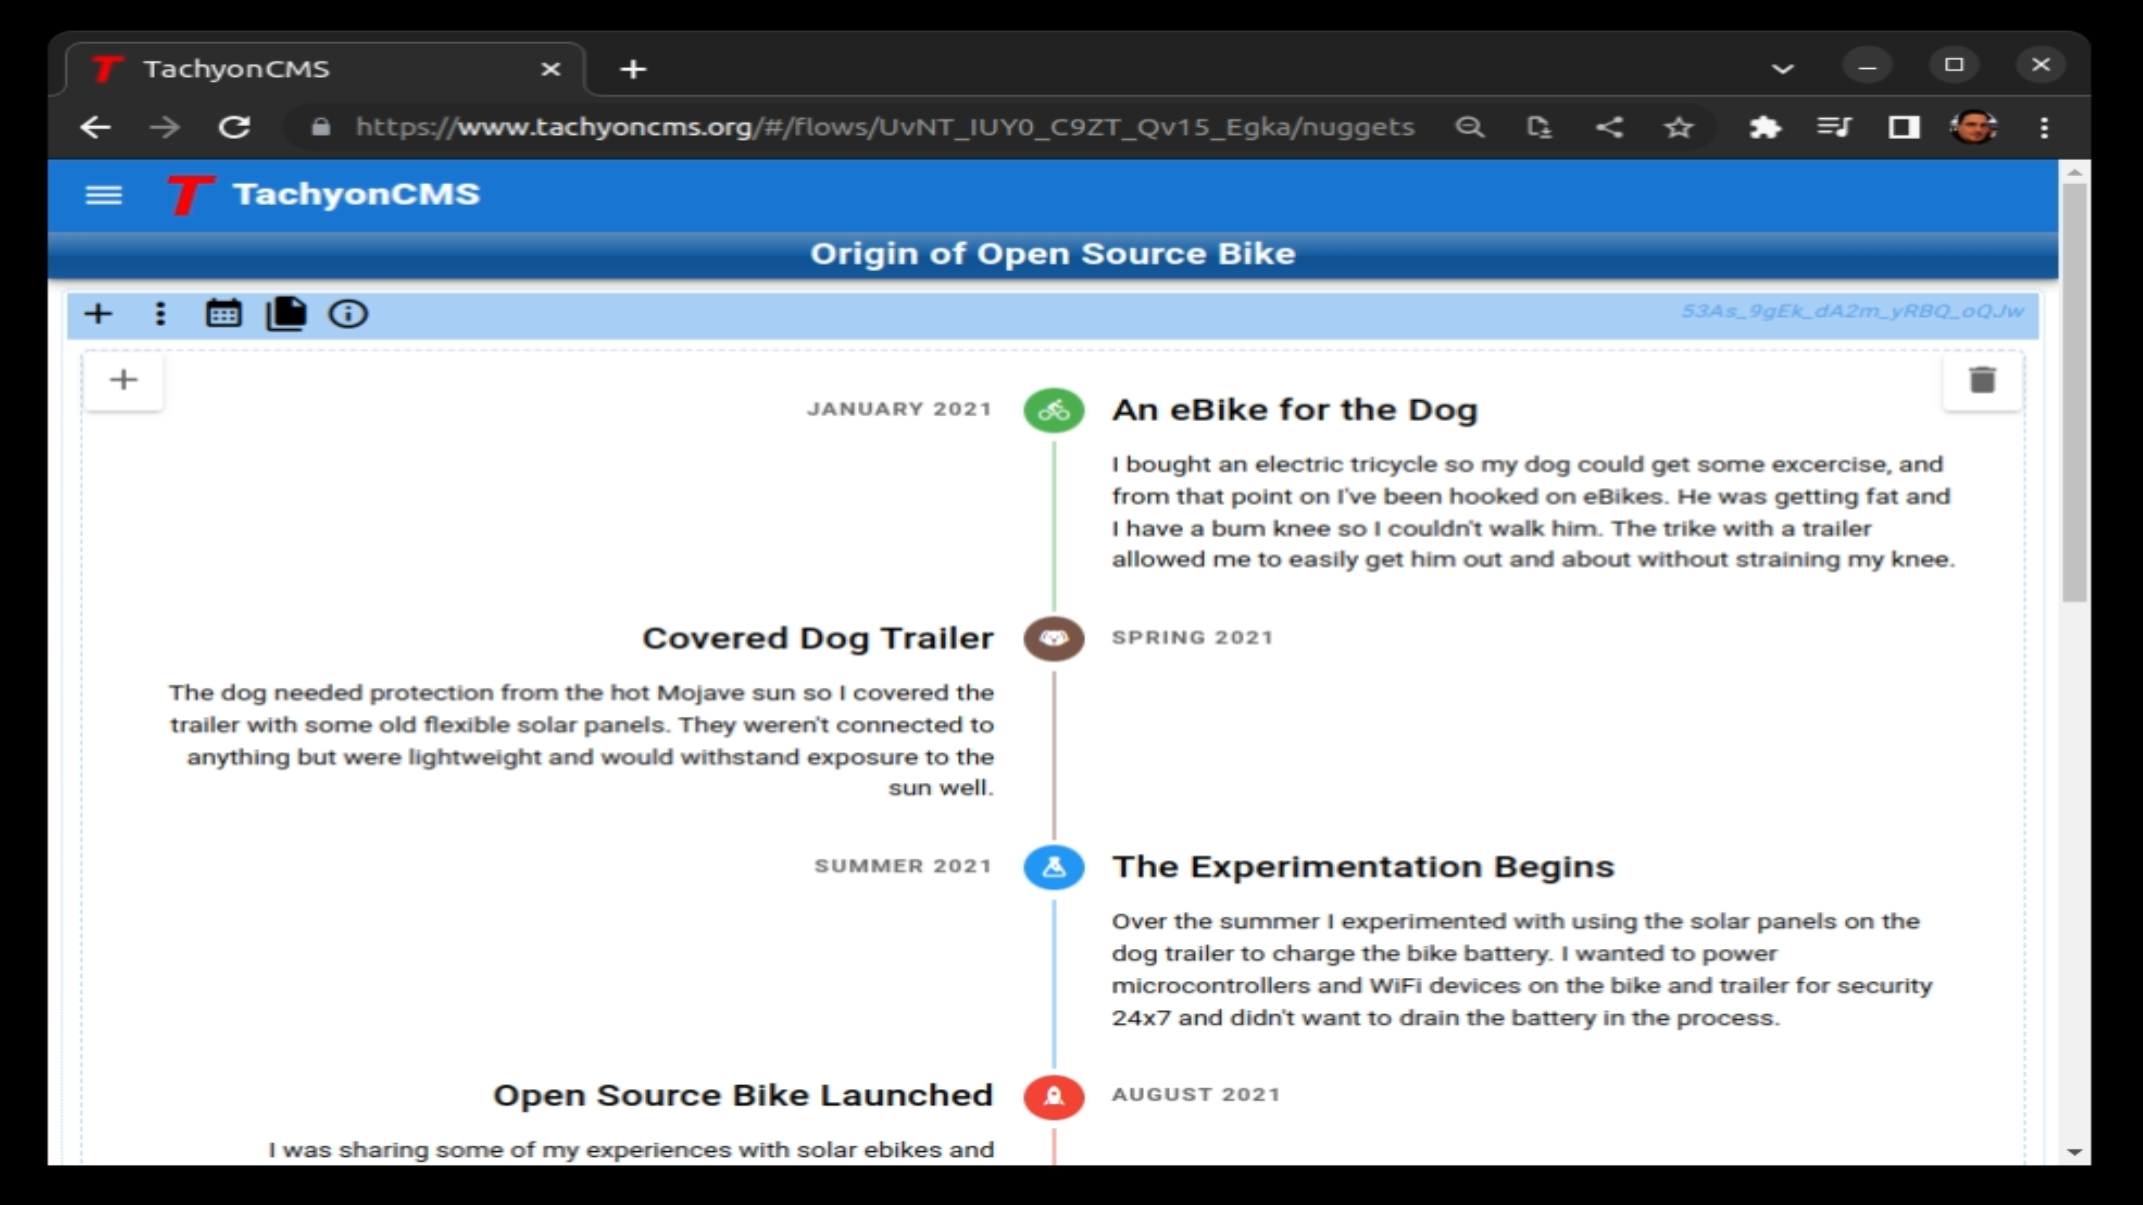 TachyonCMS
https://www.tachyoncms.org/#/flows/UvNT_IUY0_C9ZT_Qv15_Egka/nuggets
TachyonCMS
Origin of Open Source Bike
53As_9gEk_dA2m_yRBQ_oQJw
JANUARY 2021
An eBike for the Dog
I bought an electric tricycle so my dog could get some excercise, and
from that point on I've been hooked on eBikes. He was getting fat and
I have a bum knee so I couldn't walk him. The trike with a trailer
allowed me to easily get him out and about without straining my knee.
Covered Dog Trailer
SPRING 2021
The dog needed protection from the hot Mojave sun so I covered the
trailer with some old flexible solar panels. They weren't connected to
anything but were lightweight and would withstand exposure to the
sun well.
SUMMER 2021
The Experimentation Begins
Over the summer I experimented with using the solar panels on the
dog trailer to charge the bike battery. I wanted to power
microcontrollers and WiFi devices on the bike and trailer for security
24x7 and didn't want to drain the battery in the process.
Open Source Bike Launched
AUGUST 2021
I was sharing some of my experiences with solar ebikes and